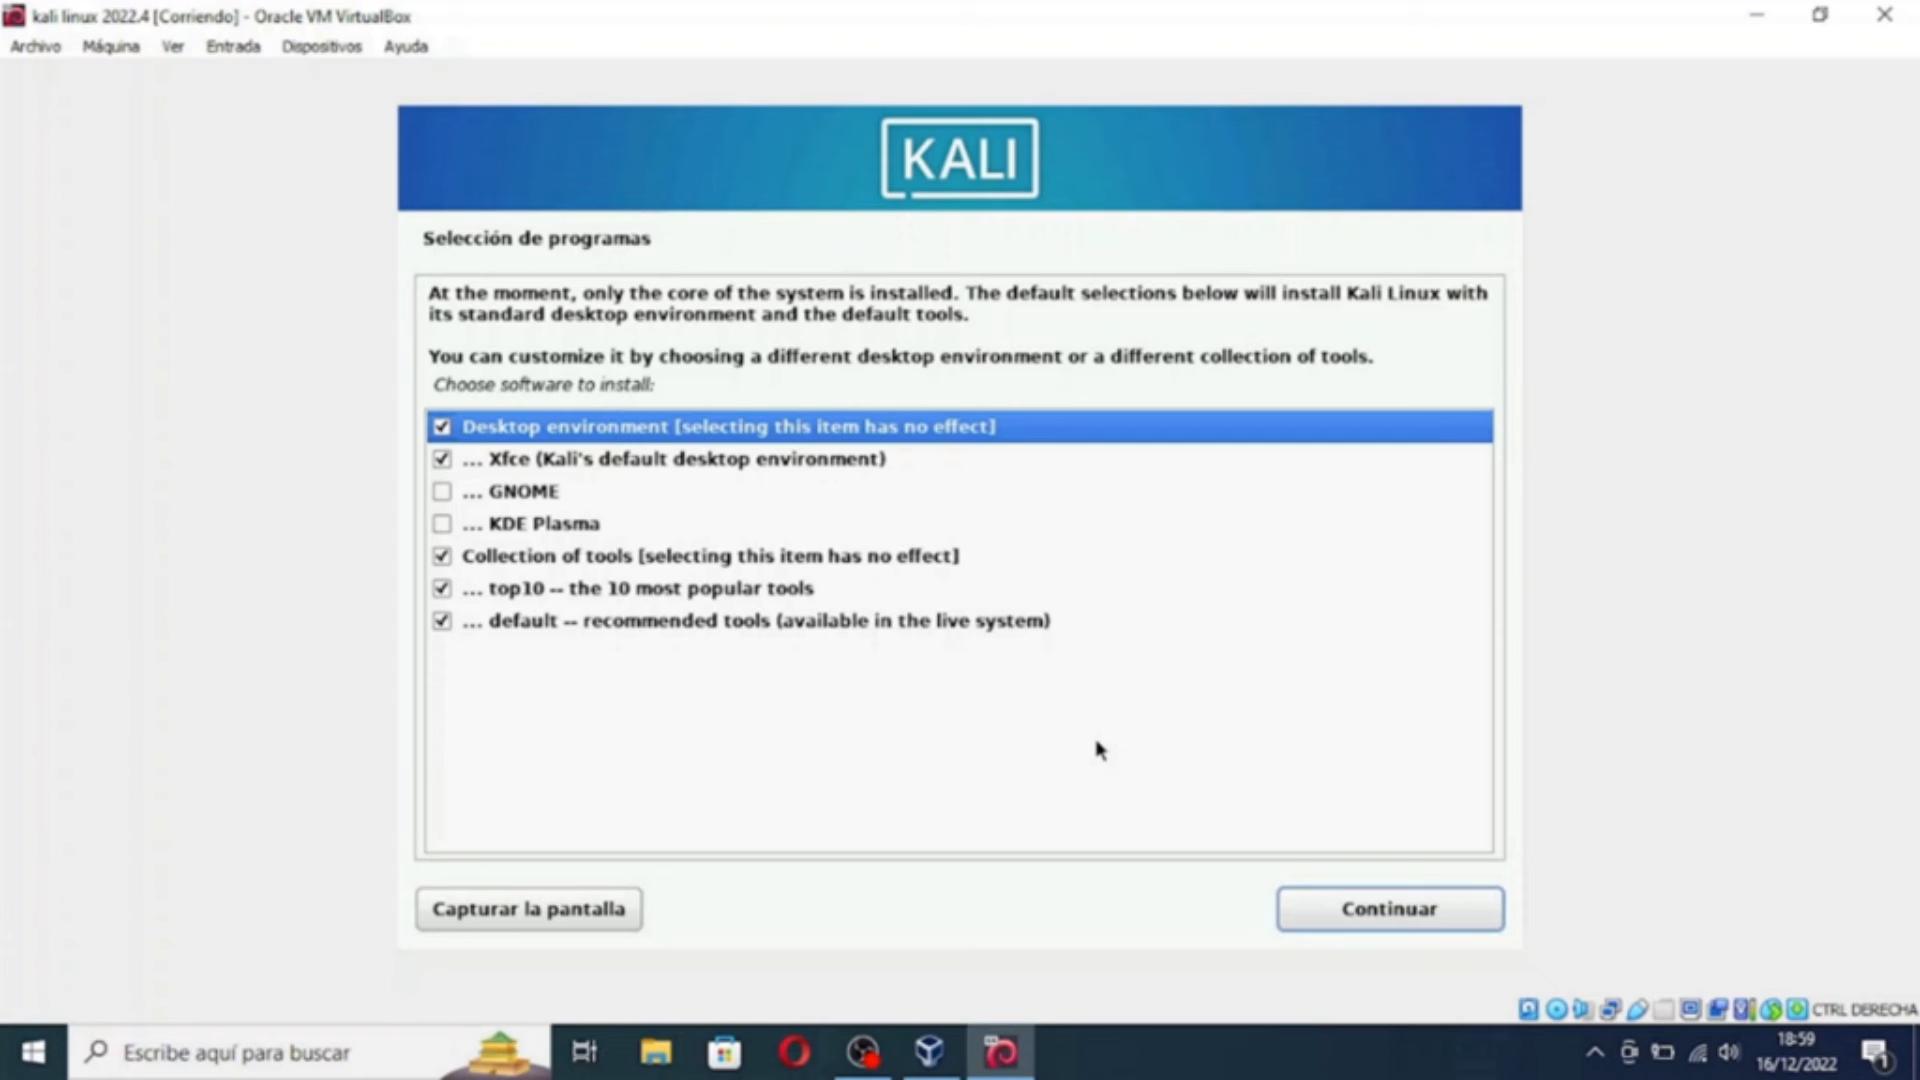 kali linux 2022.4 [Corriendo] - Oracle VM VirtualBox
Archivo Máquina Ver Entrada Dispositivos Ayuda
KALI
Selección de programas
At the moment, only the core of the system is installed. The default selections below will install Kali Linux with
its standard desktop environment and the default tools.
You can customize it by choosing a different desktop environment or a different collection of tools.
Choose software to install:
Desktop environment [selecting this item has no effect]
... Xfce (Kali's default desktop environment)
... GNOME
... KDE Plasma
Collection of tools [selecting this item has no effect]
... top10 -- the 10 most popular tools
... default -- recommended tools (available in the live system)
Capturar la pantalla
Continuar
CTRL DERECHA
Escribe aquí para buscar
18:59
16/12/2022
1